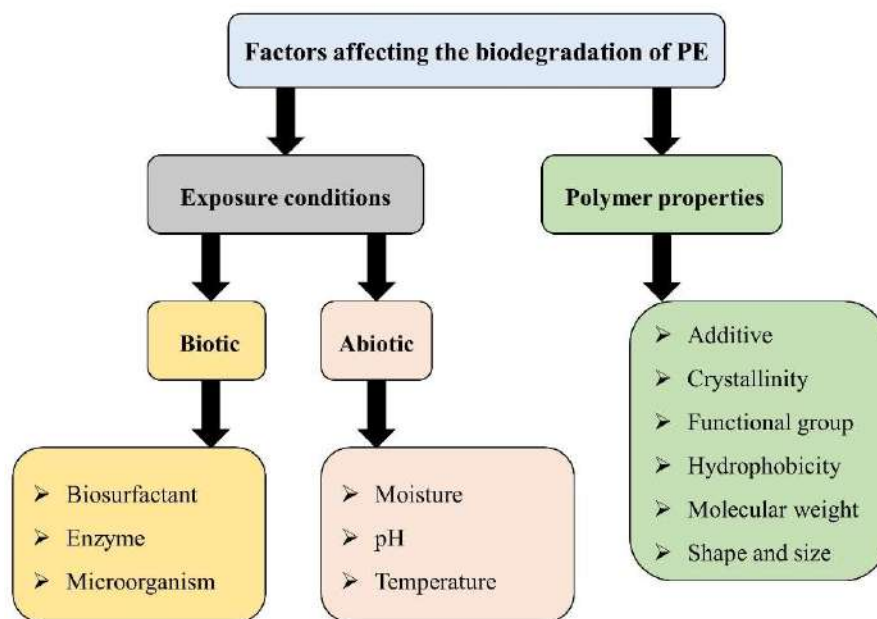 Factors affecting the biodegradation of PE
Exposure conditions
Polymer properties
Biotic
Abiotic
➢ Additive
➢ Crystallinity
➢ Functional group
➢ Hydrophobicity
➢ Molecular weight
➢ Shape and size
➢ Biosurfactant
➢ Enzyme
➢ Microorganism
➢ Moisture
➢ pH
➢ Temperature